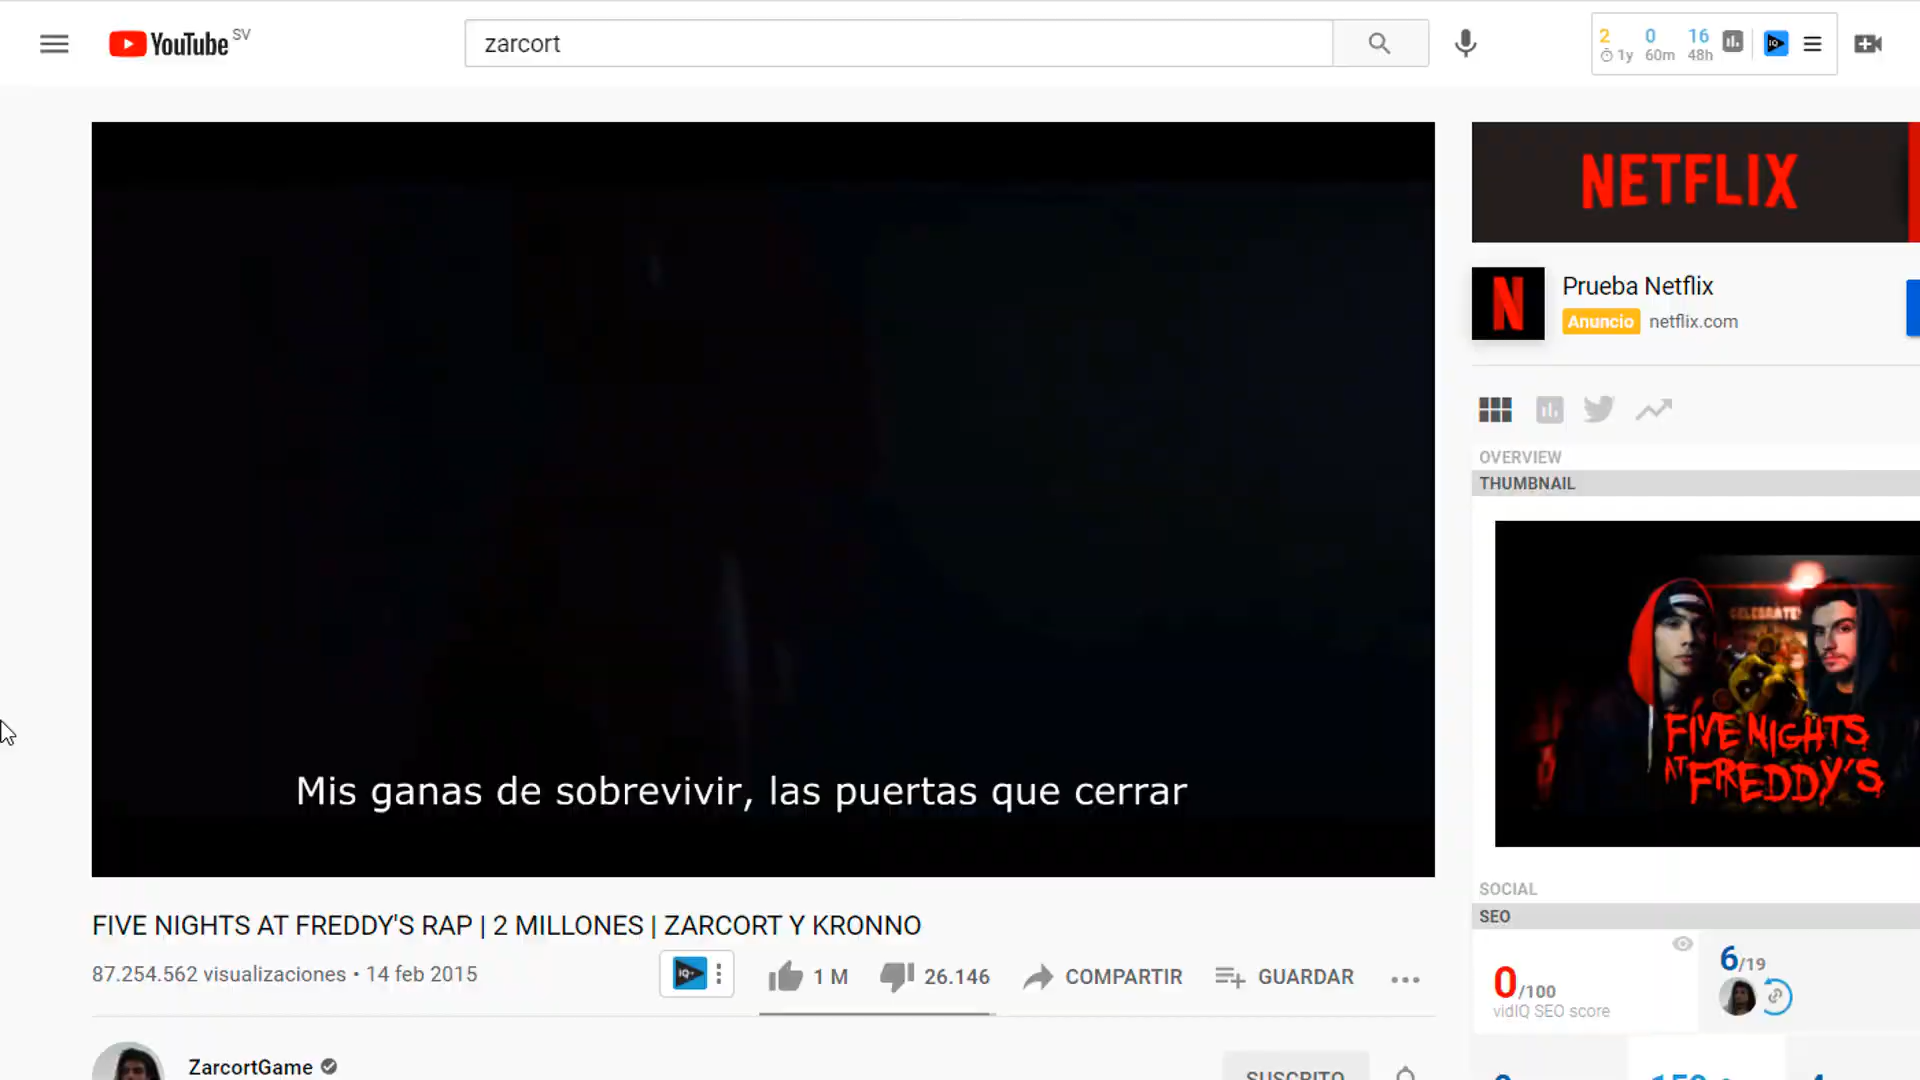 YouTube SV
zarcort
2 0 16
1y 60m 48h
NETFLIX
Prueba Netflix
Anuncio netflix.com
OVERVIEW
THUMBNAIL
CELEBRATE!
FIVE NIGHTS
AT FREDDY'S
Mis ganas de sobrevivir, las puertas que cerrar
SOCIAL
SEO
FIVE NIGHTS AT FREDDY'S RAP | 2 MILLONES | ZARCORT Y KRONNO
87.254.562 visualizaciones • 14 feb 2015
IQ
1 M
26.146
COMPARTIR
GUARDAR
0/100
vidIQ SEO score
6/19
ZarcortGame
SUSCRITO